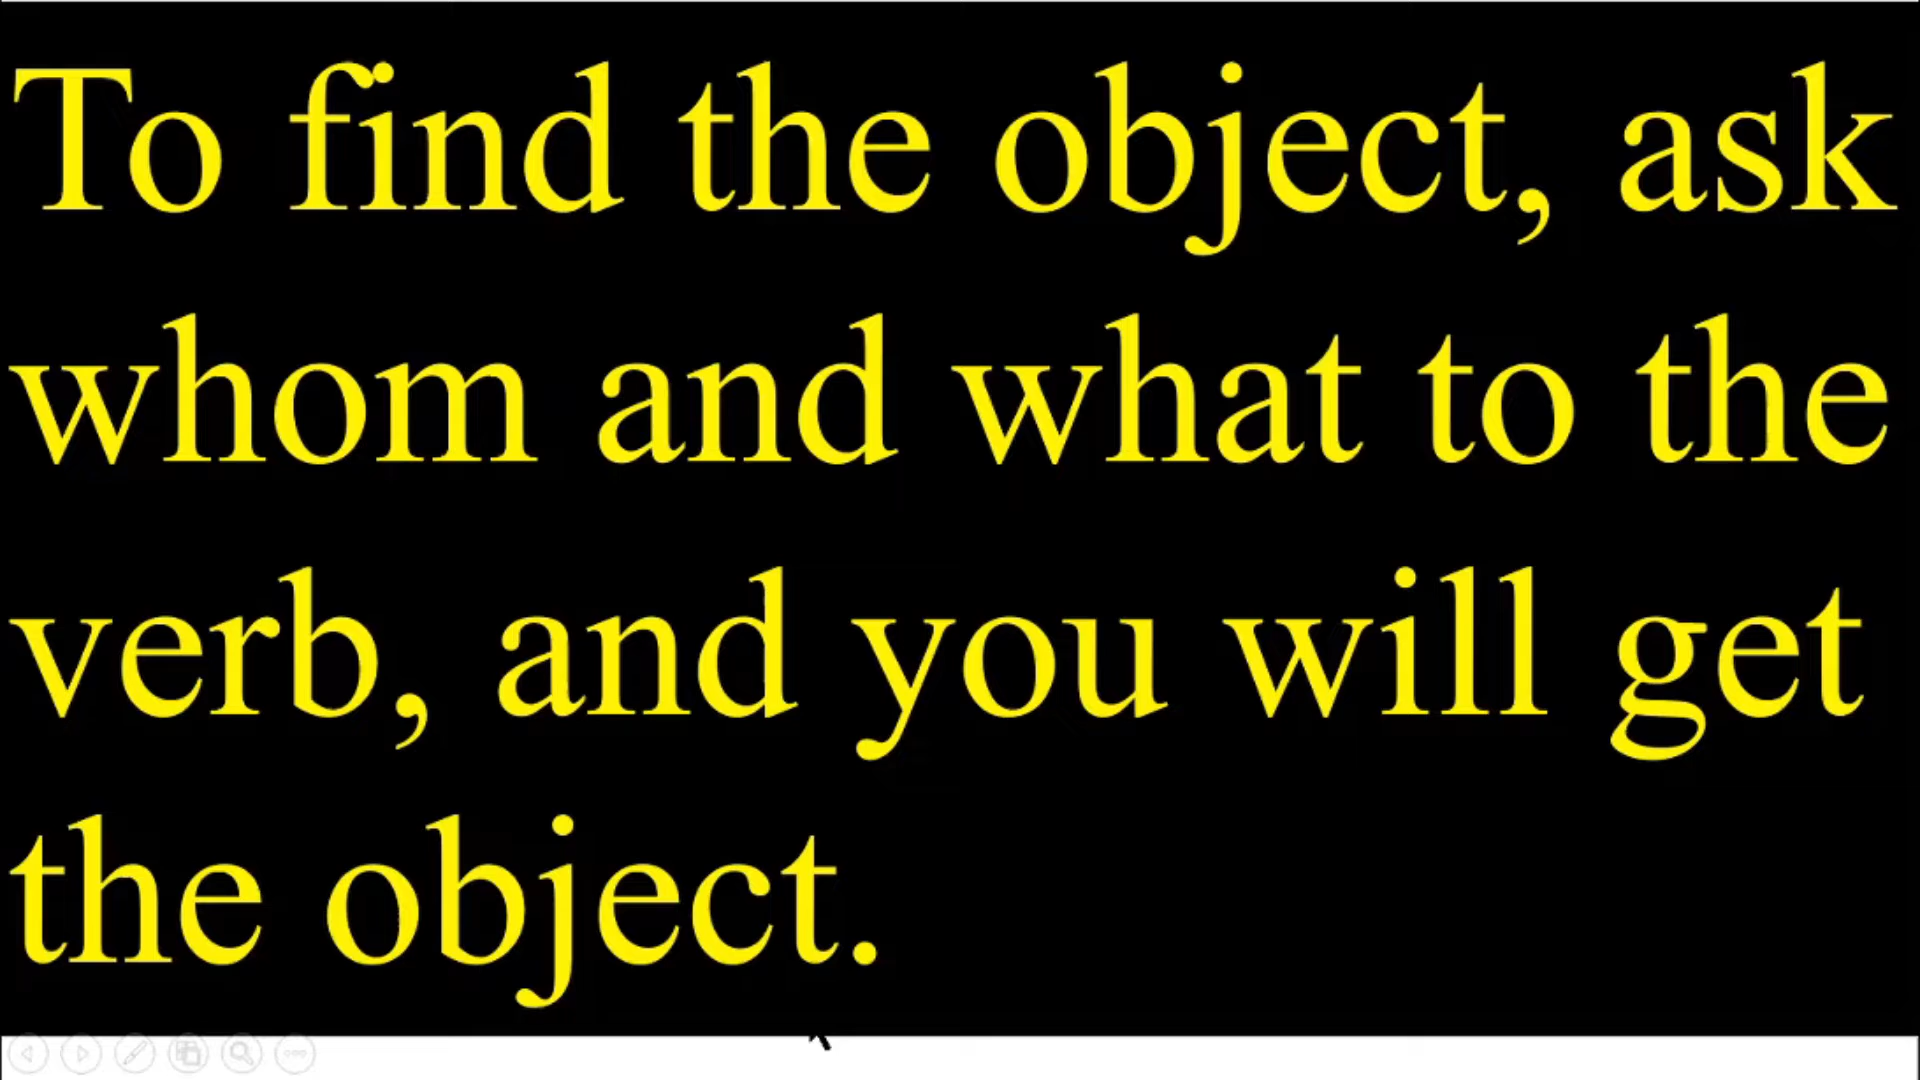 To find the object, ask
whom and what to the
verb, and you will get
the object.